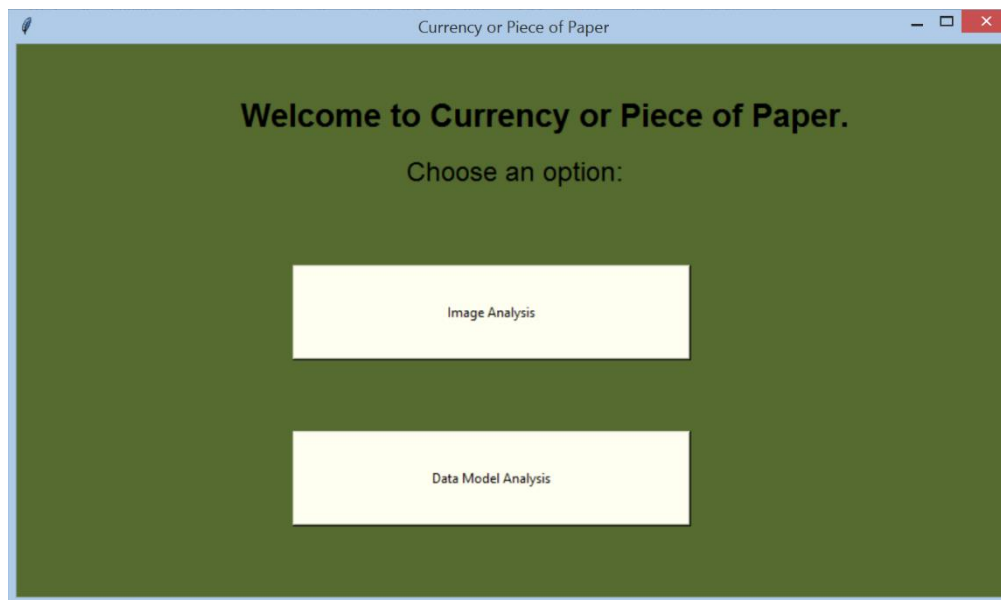 Currency or Piece of Paper
Welcome to Currency or Piece of Paper.
Choose an option:
Image Analysis
Data Model Analysis